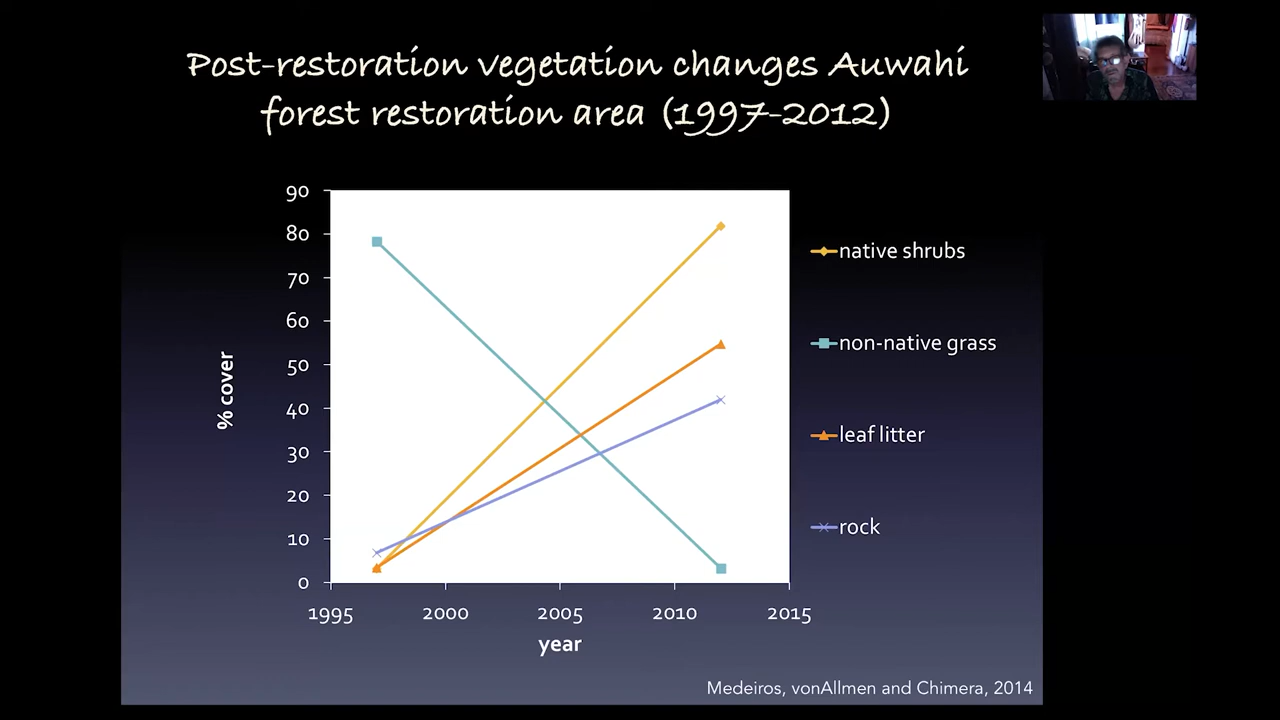 Post-restoration vegetation changes Auwahi
forest restoration area (1997-2012)
90
80
70
60
50
40
30
20
10
0
% cover
1995 2000 2005 2010 2015
year
native shrubs
non-native grass
leaf litter
rock
Medeiros, vonAllmen and Chimera, 2014